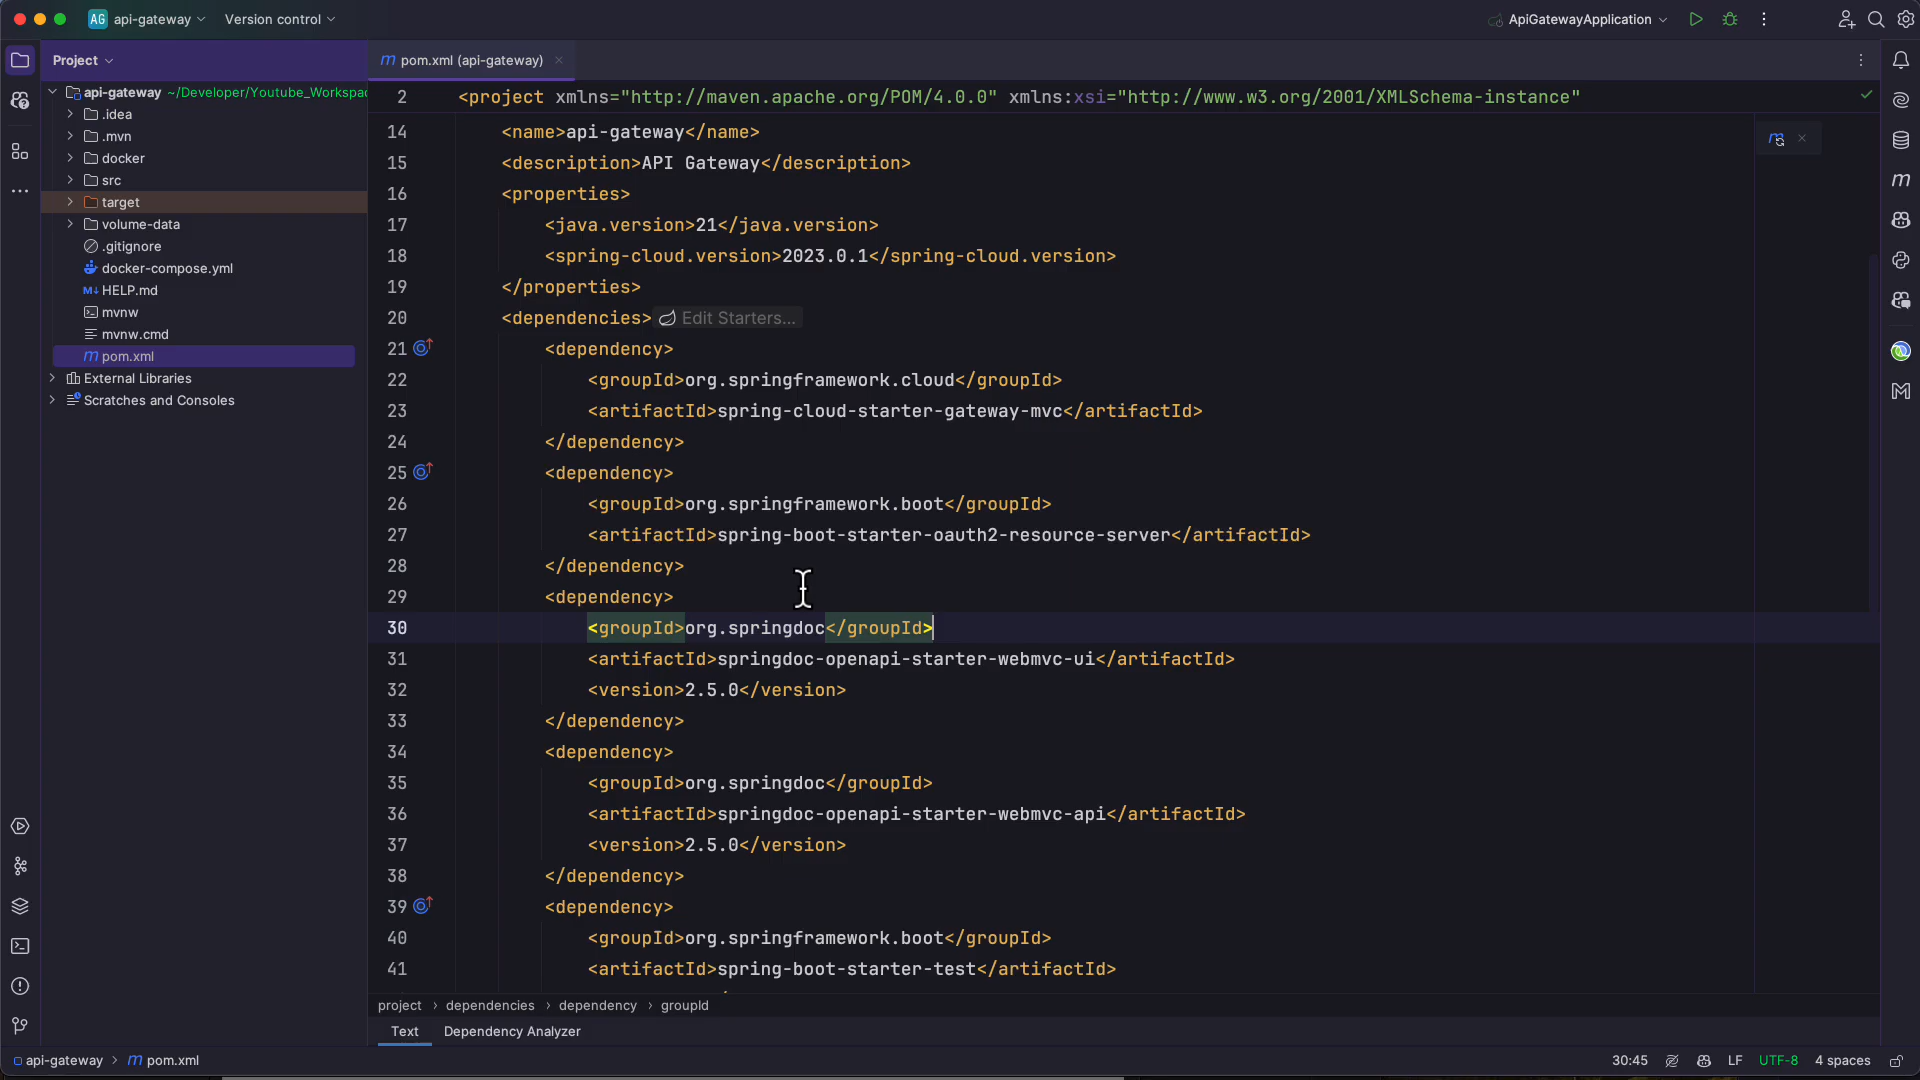 AG api-gateway Version control ApiGatewayApplication
Project
m pom.xml (api-gateway)
api-gateway ~/Developer/Youtube_Workspac
.idea
.mvn
docker
src
target
volume-data
.gitignore
docker-compose.yml
M↓ HELP.md
mvnw
mvnw.cmd
m pom.xml
External Libraries
Scratches and Consoles
2 <project xmlns="http://maven.apache.org/POM/4.0.0" xmlns:xsi="http://www.w3.org/2001/XMLSchema-instance"
14 <name>api-gateway</name>
15 <description>API Gateway</description>
16 <properties>
17 <java.version>21</java.version>
18 <spring-cloud.version>2023.0.1</spring-cloud.version>
19 </properties>
20 <dependencies> Edit Starters...
21 <dependency>
22 <groupId>org.springframework.cloud</groupId>
23 <artifactId>spring-cloud-starter-gateway-mvc</artifactId>
24 </dependency>
25 <dependency>
26 <groupId>org.springframework.boot</groupId>
27 <artifactId>spring-boot-starter-oauth2-resource-server</artifactId>
28 </dependency>
29 <dependency>
30 <groupId>org.springdoc</groupId>
31 <artifactId>springdoc-openapi-starter-webmvc-ui</artifactId>
32 <version>2.5.0</version>
33 </dependency>
34 <dependency>
35 <groupId>org.springdoc</groupId>
36 <artifactId>springdoc-openapi-starter-webmvc-api</artifactId>
37 <version>2.5.0</version>
38 </dependency>
39 <dependency>
40 <groupId>org.springframework.boot</groupId>
41 <artifactId>spring-boot-starter-test</artifactId>
project > dependencies > dependency > groupId
Text Dependency Analyzer
api-gateway > m pom.xml 30:45 LF UTF-8 4 spaces